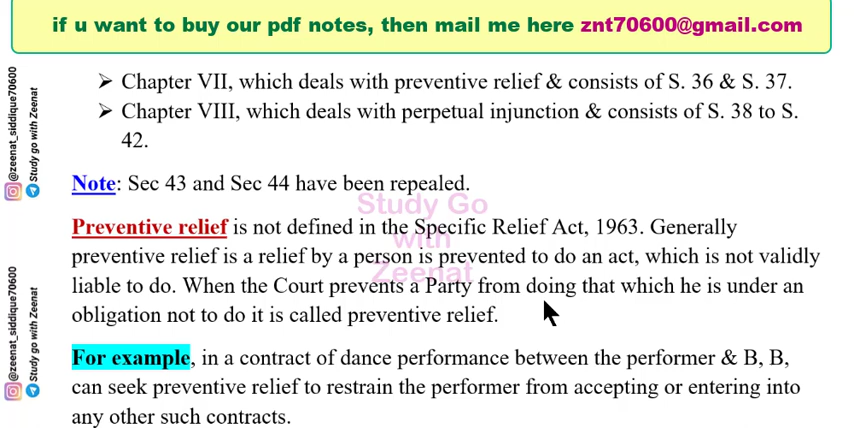 if u want to buy our pdf notes, then mail me here znt70600@gmail.com
➢ Chapter VII, which deals with preventive relief & consists of S. 36 & S. 37.
➢ Chapter VIII, which deals with perpetual injunction & consists of S. 38 to S.
42.
Note: Sec 43 and Sec 44 have been repealed.
Preventive relief is not defined in the Specific Relief Act, 1963. Generally
preventive relief is a relief by a person is prevented to do an act, which is not validly
liable to do. When the Court prevents a Party from doing that which he is under an
obligation not to do it is called preventive relief.
For example, in a contract of dance performance between the performer & B, B,
can seek preventive relief to restrain the performer from accepting or entering into
any other such contracts.
Study Go
with
Zeenat
@zeenat_siddique70600
Study go with Zeenat
@zeenat_siddique70600
Study go with Zeenat